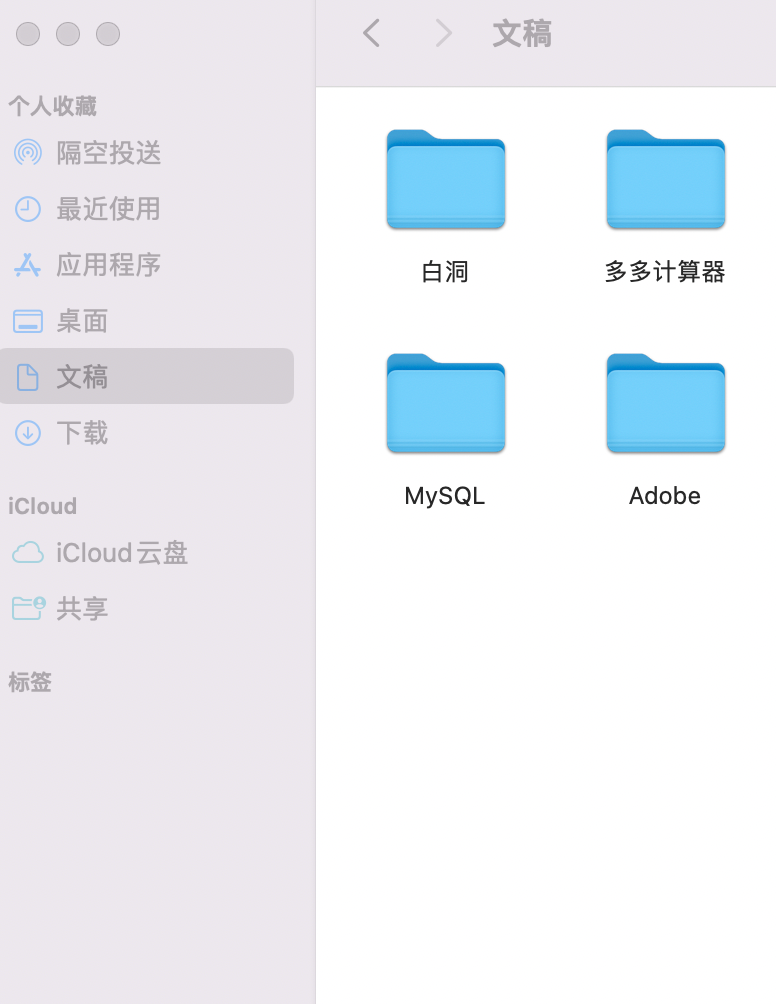 个人收藏
隔空投送
最近使用
应用程序
桌面
文稿
下载
iCloud
iCloud云盘
共享
标签
文稿
白洞
多多计算器
MySQL
Adobe